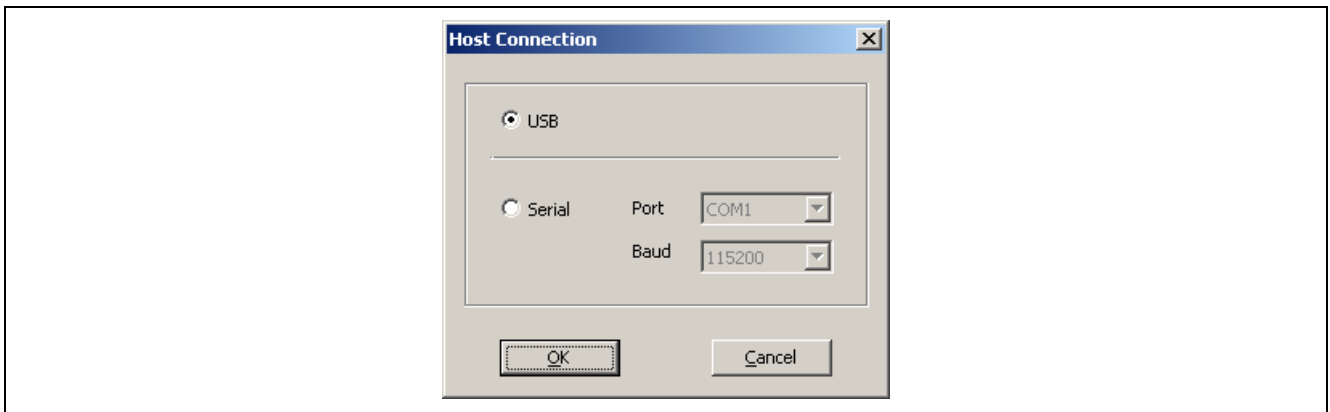 Host Connection
USB
Serial Port COM1
Baud 115200
OK Cancel